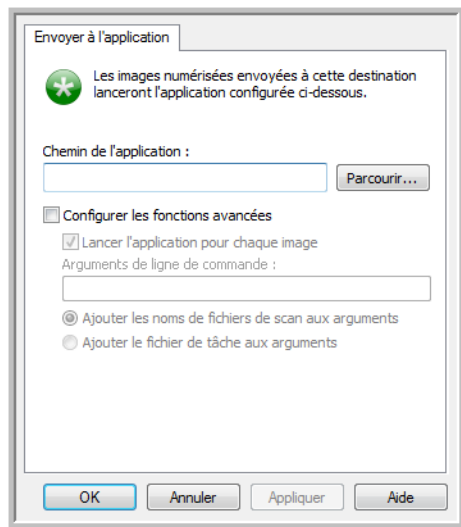 Envoyer à l'application
Les images numérisées envoyées à cette destination
lanceront l'application configurée ci-dessous.
Chemin de l'application :
Parcourir...
Configurer les fonctions avancées
Lancer l'application pour chaque image
Arguments de ligne de commande :
Ajouter les noms de fichiers de scan aux arguments
Ajouter le fichier de tâche aux arguments
OK Annuler Appliquer Aide